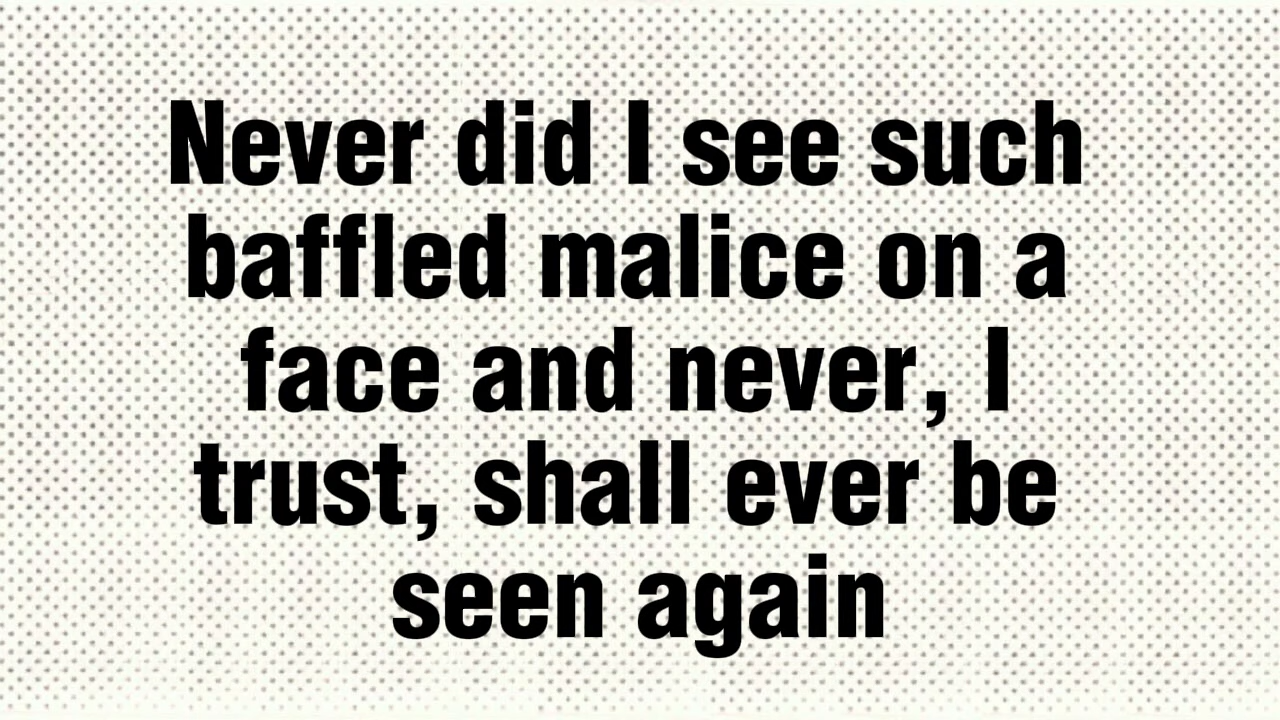 Never did I see such
baffled malice on a
face and never, I
trust, shall ever be
seen again